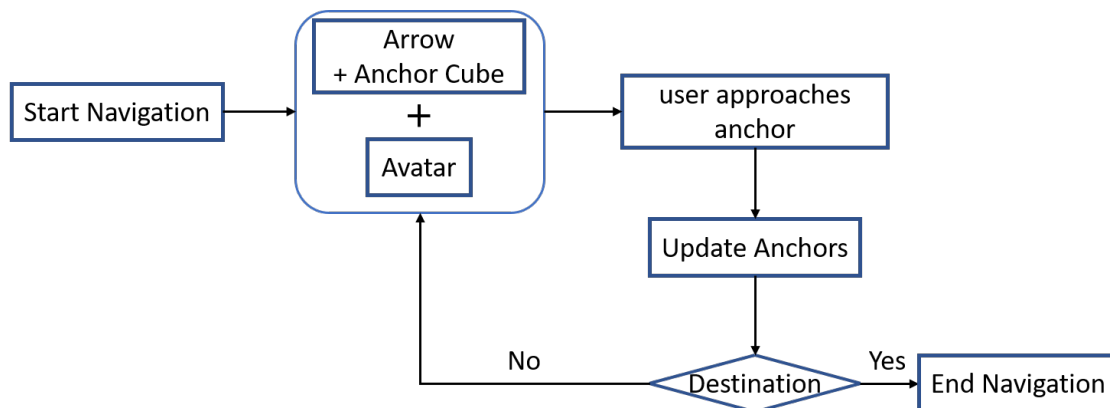 Start Navigation
Arrow
+ Anchor Cube
+
Avatar
user approaches
anchor
Update Anchors
Destination
No
Yes
End Navigation